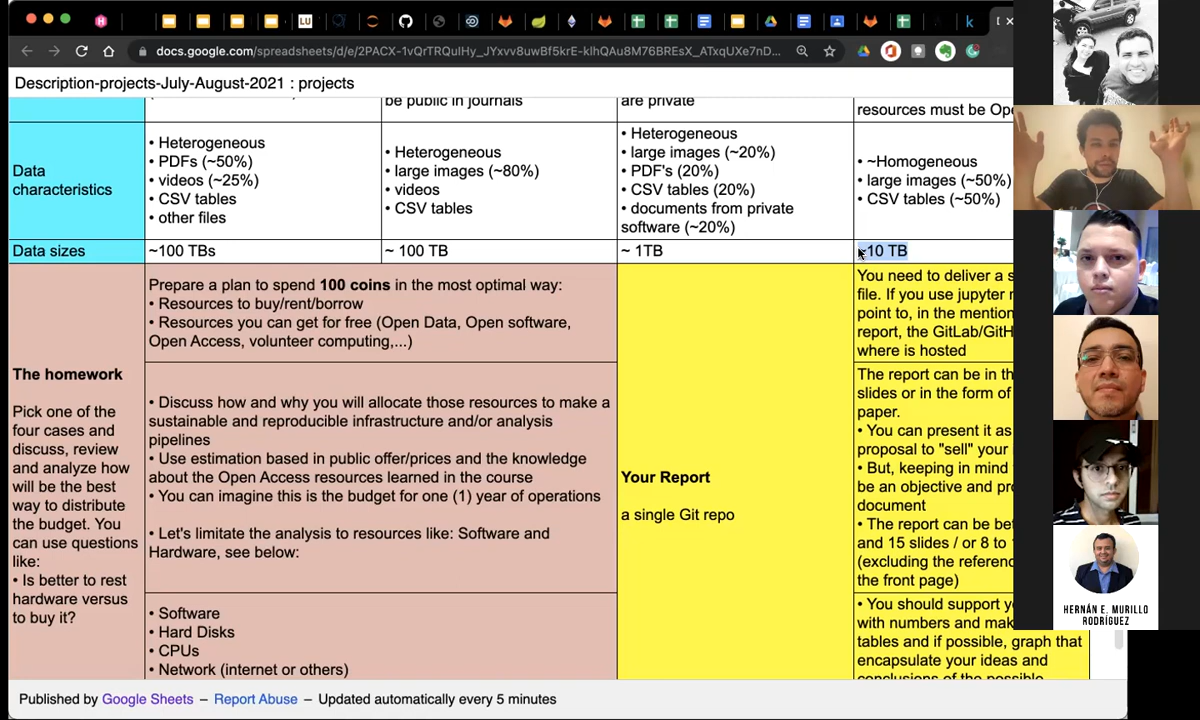 LU
k
docs.google.com/spreadsheets/d/e/2PACX-1vQrTRQulHy_JYxvv8uwBf5krE-klhQAu8M76BREsX_ATxqUXe7nD...
Description-projects-July-August-2021 : projects
be public in journals
are private
resources must be Ope
Data
characteristics
• Heterogeneous
• PDFs (~50%)
• videos (~25%)
• CSV tables
• other files
• Heterogeneous
• large images (~80%)
• videos
• CSV tables
• Heterogeneous
• large images (~20%)
• PDF's (20%)
• CSV tables (20%)
• documents from private
software (~20%)
• ~Homogeneous
• large images (~50%)
• CSV tables (~50%)
Data sizes
~100 TBs
~ 100 TB
~ 1TB
~10 TB
The homework
Pick one of the
four cases and
discuss, review
and analyze how
will be the best
way to distribute
the budget. You
can use questions
like:
• Is better to rest
hardware versus
to buy it?
Prepare a plan to spend 100 coins in the most optimal way:
• Resources to buy/rent/borrow
• Resources you can get for free (Open Data, Open software,
Open Access, volunteer computing,...)
• Discuss how and why you will allocate those resources to make a
sustainable and reproducible infrastructure and/or analysis
pipelines
• Use estimation based in public offer/prices and the knowledge
about the Open Access resources learned in the course
• You can imagine this is the budget for one (1) year of operations
• Let's limitate the analysis to resources like: Software and
Hardware, see below:
• Software
• Hard Disks
• CPUs
• Network (internet or others)
Your Report
a single Git repo
You need to deliver a s
file. If you use jupyter
point to, in the mention
report, the GitLab/GitH
where is hosted
The report can be in th
slides or in the form of
paper.
• You can present it as
proposal to "sell" your
• But, keeping in mind
be an objective and pro
document
• The report can be bet
and 15 slides / or 8 to
(excluding the referenc
the front page)
• You should support y
with numbers and mak
tables and if possible, graph that
encapsulate your ideas and
conclusions of the possible
HERNÁN E. MURILLO
RODRÍGUEZ
Published by Google Sheets – Report Abuse – Updated automatically every 5 minutes